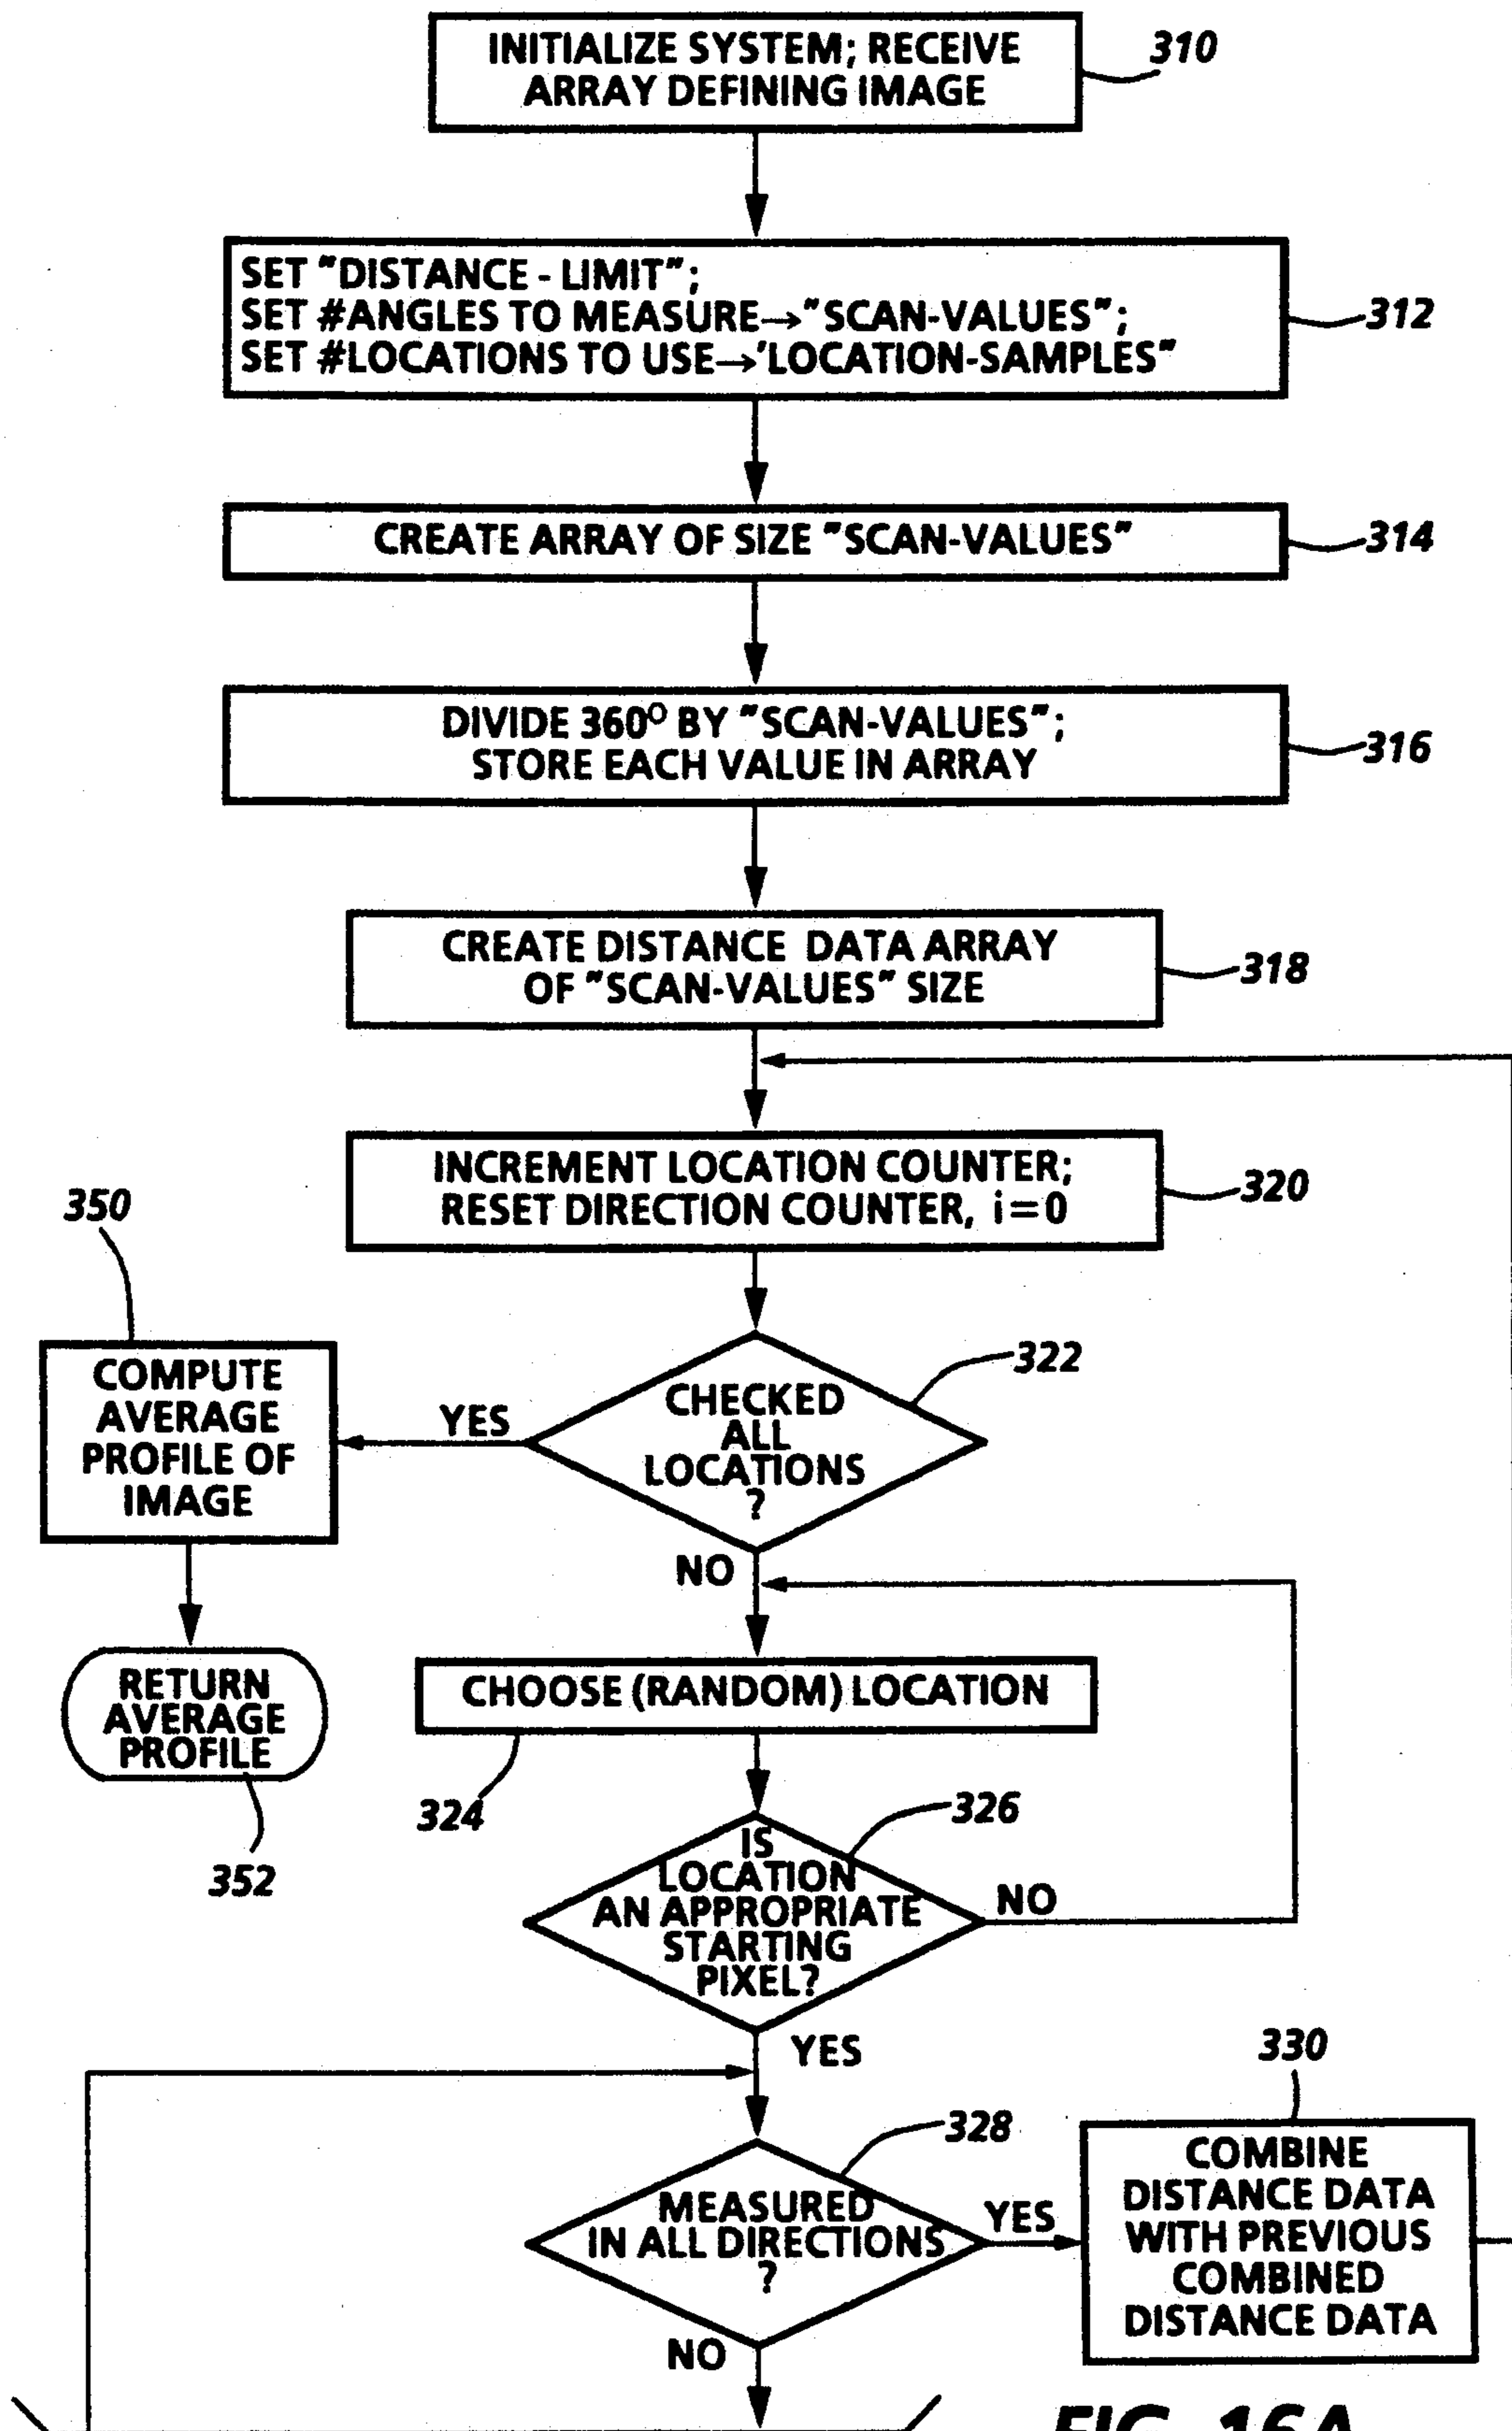 INITIALIZE SYSTEM; RECEIVE
ARRAY DEFINING IMAGE
310
SET "DISTANCE - LIMIT";
SET #ANGLES TO MEASURE→"SCAN-VALUES";
SET #LOCATIONS TO USE→'LOCATION-SAMPLES"
312
CREATE ARRAY OF SIZE "SCAN-VALUES"
314
DIVIDE 360° BY "SCAN-VALUES";
STORE EACH VALUE IN ARRAY
316
CREATE DISTANCE DATA ARRAY
OF "SCAN-VALUES" SIZE
318
INCREMENT LOCATION COUNTER;
RESET DIRECTION COUNTER, i=0
320
350
COMPUTE
AVERAGE
PROFILE OF
IMAGE
YES
CHECKED
ALL
LOCATIONS
?
322
NO
RETURN
AVERAGE
PROFILE
352
CHOOSE (RANDOM) LOCATION
324
IS
LOCATION
AN APPROPRIATE
STARTING
PIXEL?
326
NO
YES
MEASURED
IN ALL DIRECTIONS
?
328
YES
330
COMBINE
DISTANCE DATA
WITH PREVIOUS
COMBINED
DISTANCE DATA
NO
FIG. 16A